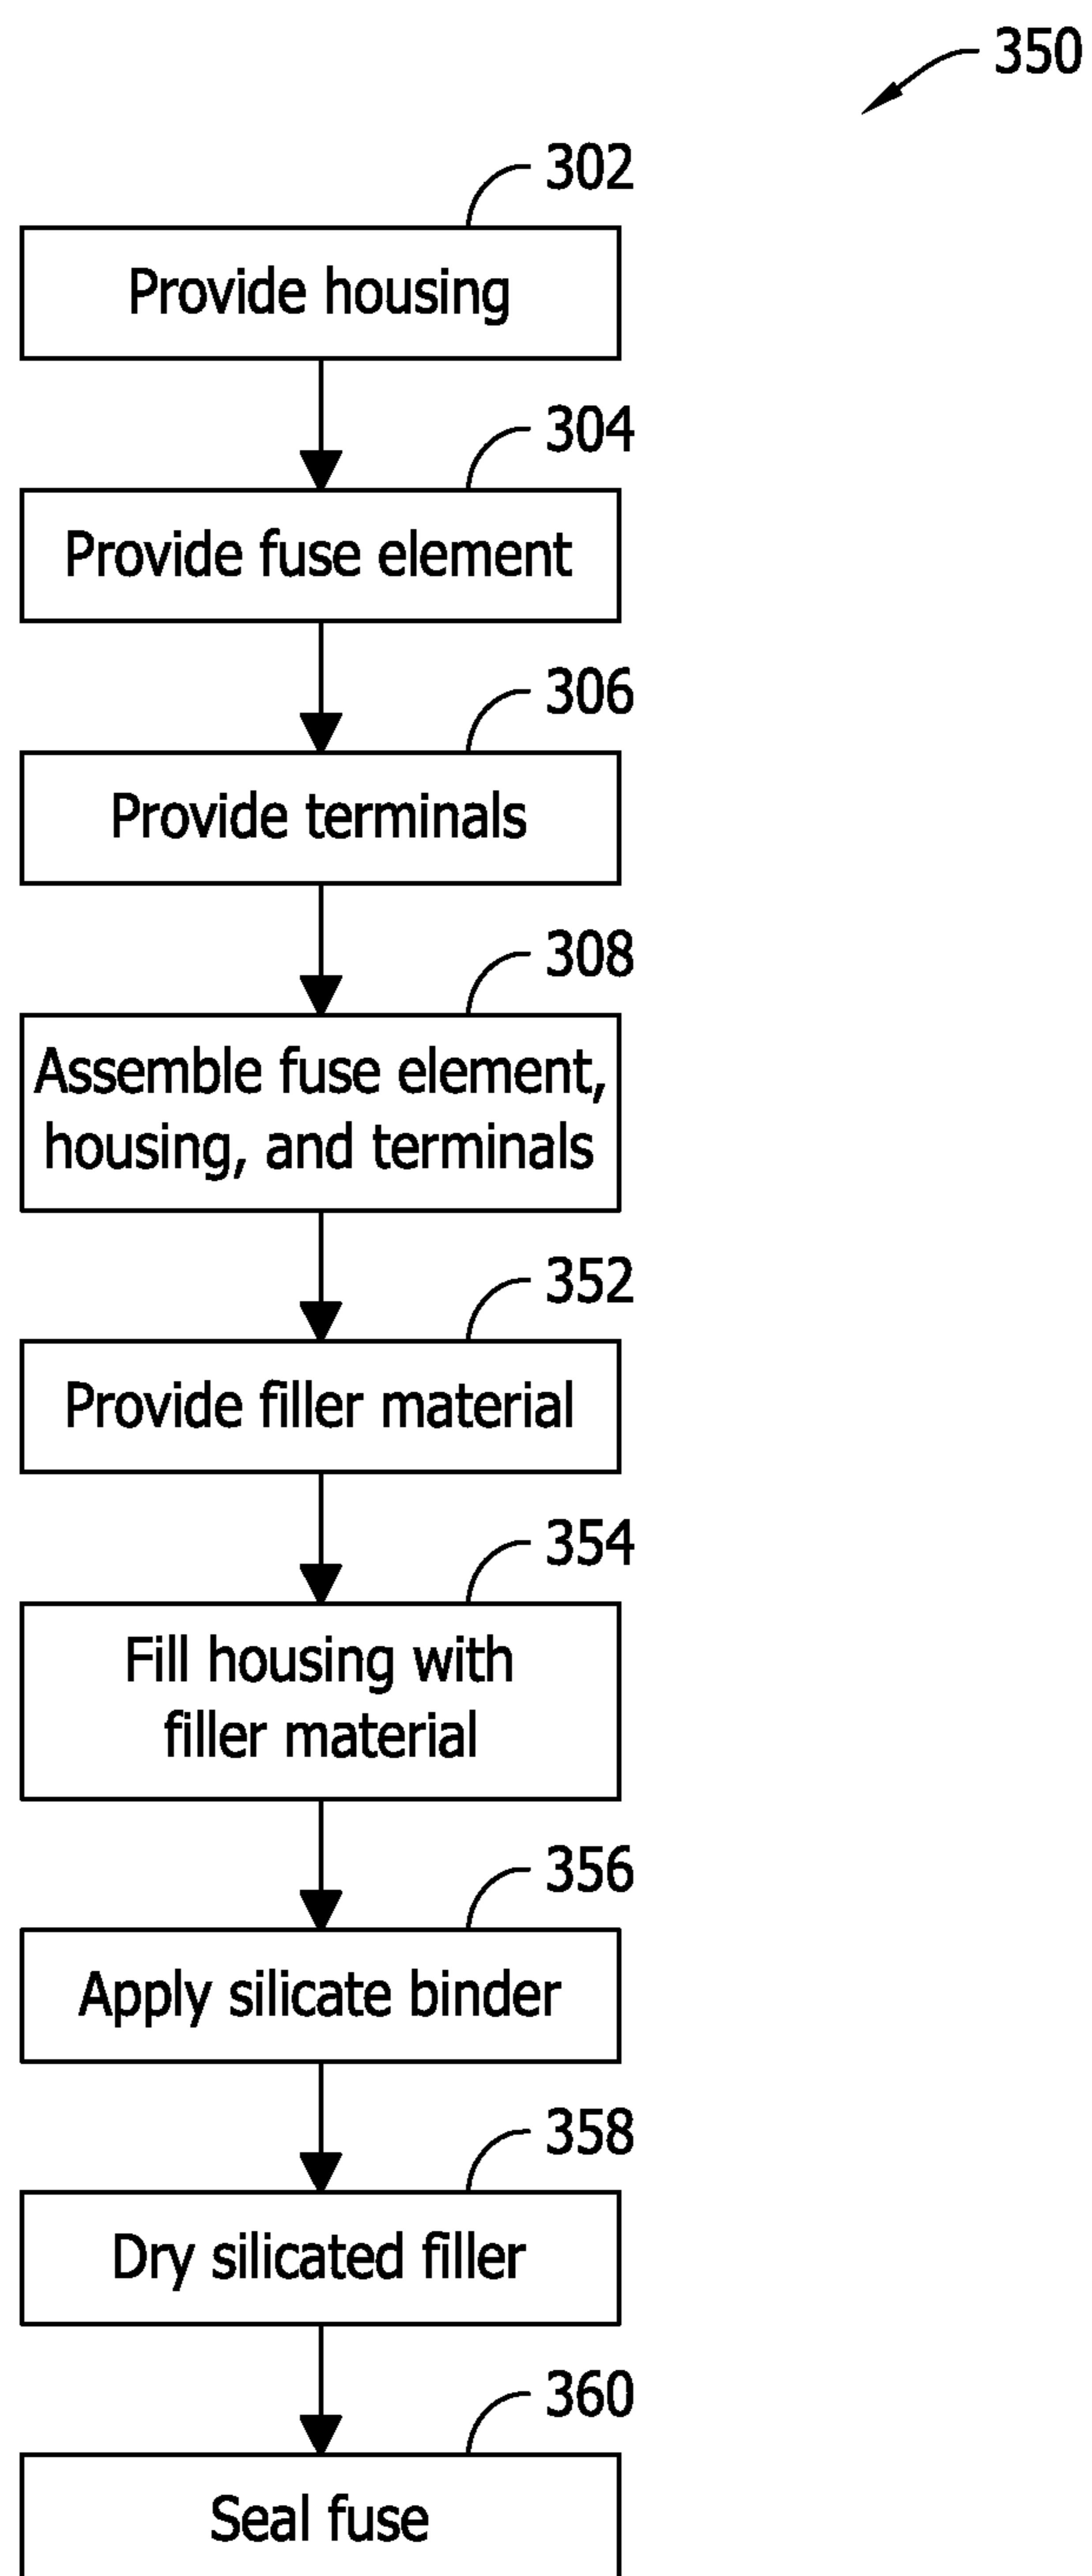 350
302
Provide housing
304
Provide fuse element
306
Provide terminals
308
Assemble fuse element,
housing, and terminals
352
Provide filler material
354
Fill housing with
filler material
356
Apply silicate binder
358
Dry silicated filler
360
Seal fuse